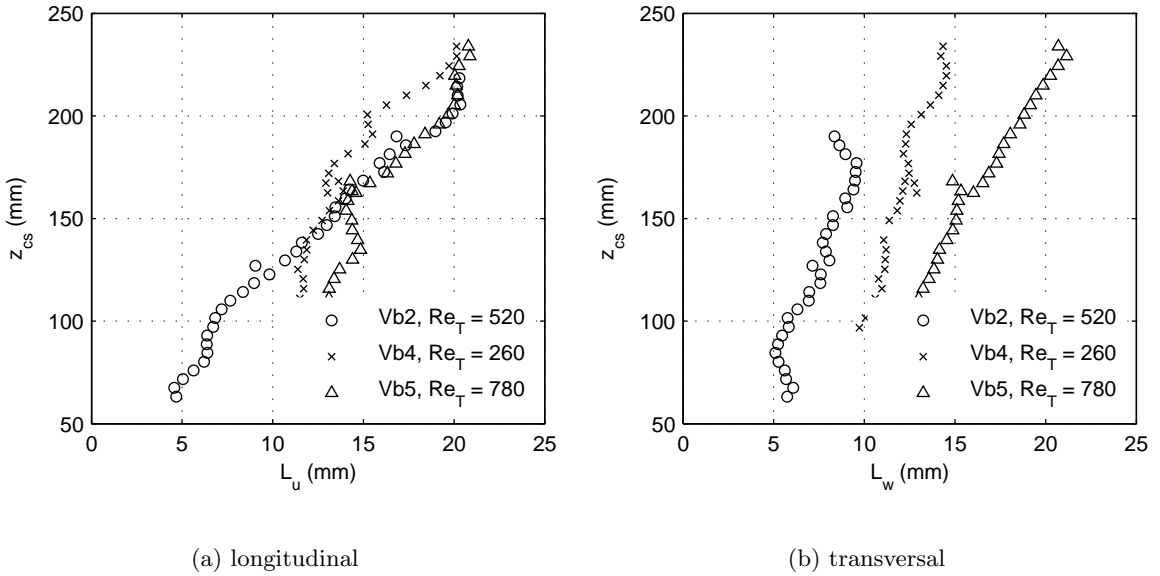 250
200
150
100
50
z_cs (mm)
0 5 10 15 20 25
L_u (mm)
Vb2, Re_T = 520
Vb4, Re_T = 260
Vb5, Re_T = 780
(a) longitudinal
250
200
150
100
50
z_cs (mm)
0 5 10 15 20 25
L_w (mm)
Vb2, Re_T = 520
Vb4, Re_T = 260
Vb5, Re_T = 780
(b) transversal